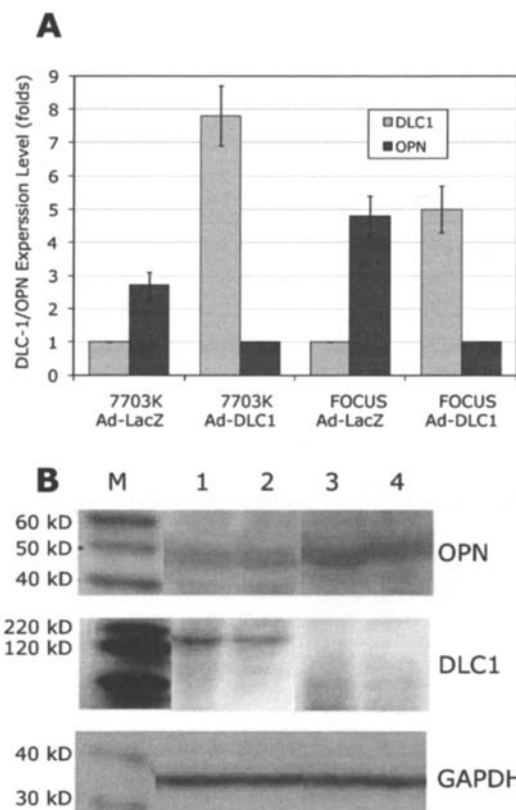 A
DLC-1/OPN Experssion Level (folds)
9
8
7
6
5
4
3
2
1
0
DLC1
OPN
7703K
Ad-LacZ
7703K
Ad-DLC1
FOCUS
Ad-LacZ
FOCUS
Ad-DLC1
B M 1 2 3 4
60 kD
50 kD
40 kD
OPN
220 kD
120 kD
DLC1
40 kD
30 kD
GAPDH